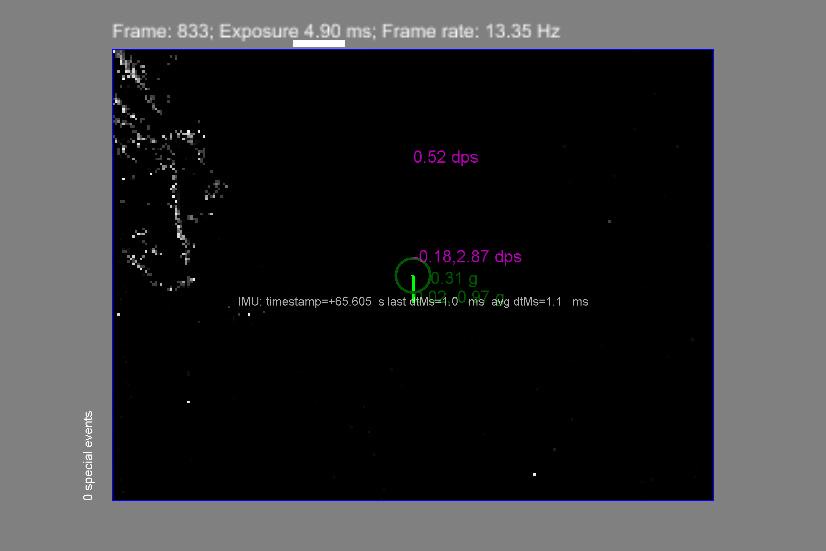 Frame: 833; Exposure 4.90 ms; Frame rate: 13.35 Hz
0.52 dps
-0.18,2.87 dps
0.31 g
IMU: timestamp=+65.605 s last dtMs=1.0 ms avg dtMs=1.1 ms
0 special events